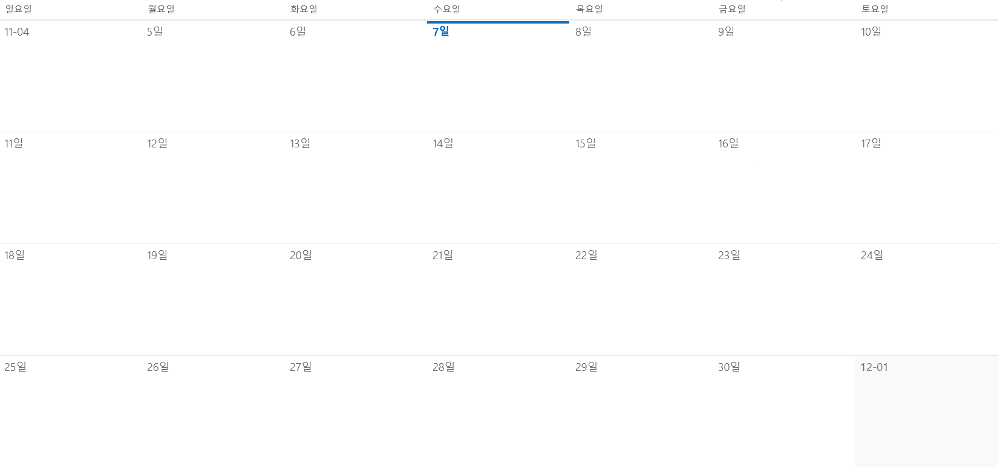 일요일 월요일 화요일 수요일 목요일 금요일 토요일
11-04 5일 6일 7일 8일 9일 10일
11일 12일 13일 14일 15일 16일 17일
18일 19일 20일 21일 22일 23일 24일
25일 26일 27일 28일 29일 30일 12-01